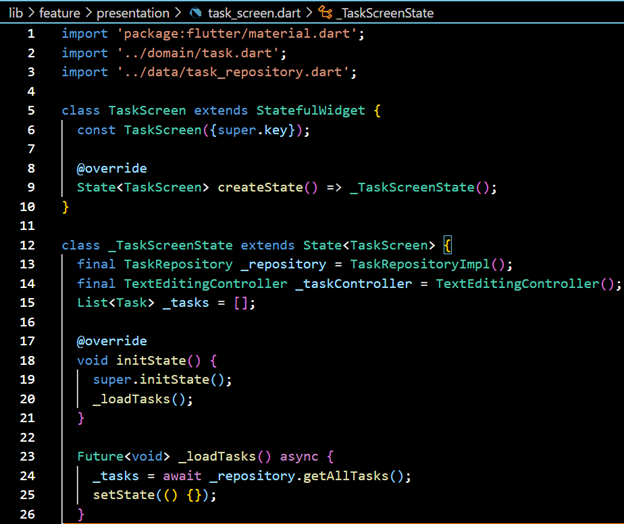 lib > feature > presentation > task_screen.dart > _TaskScreenState
1 import 'package:flutter/material.dart';
2 import '../domain/task.dart';
3 import '../data/task_repository.dart';
4
5 class TaskScreen extends StatefulWidget {
6 const TaskScreen({super.key});
7
8 @override
9 State<TaskScreen> createState() => _TaskScreenState();
10 }
11
12 class _TaskScreenState extends State<TaskScreen> {
13 final TaskRepository _repository = TaskRepositoryImpl();
14 final TextEditingController _taskController = TextEditingController();
15 List<Task> _tasks = [];
16
17 @override
18 void initState() {
19 super.initState();
20 _loadTasks();
21 }
22
23 Future<void> _loadTasks() async {
24 _tasks = await _repository.getAllTasks();
25 setState(() {});
26 }